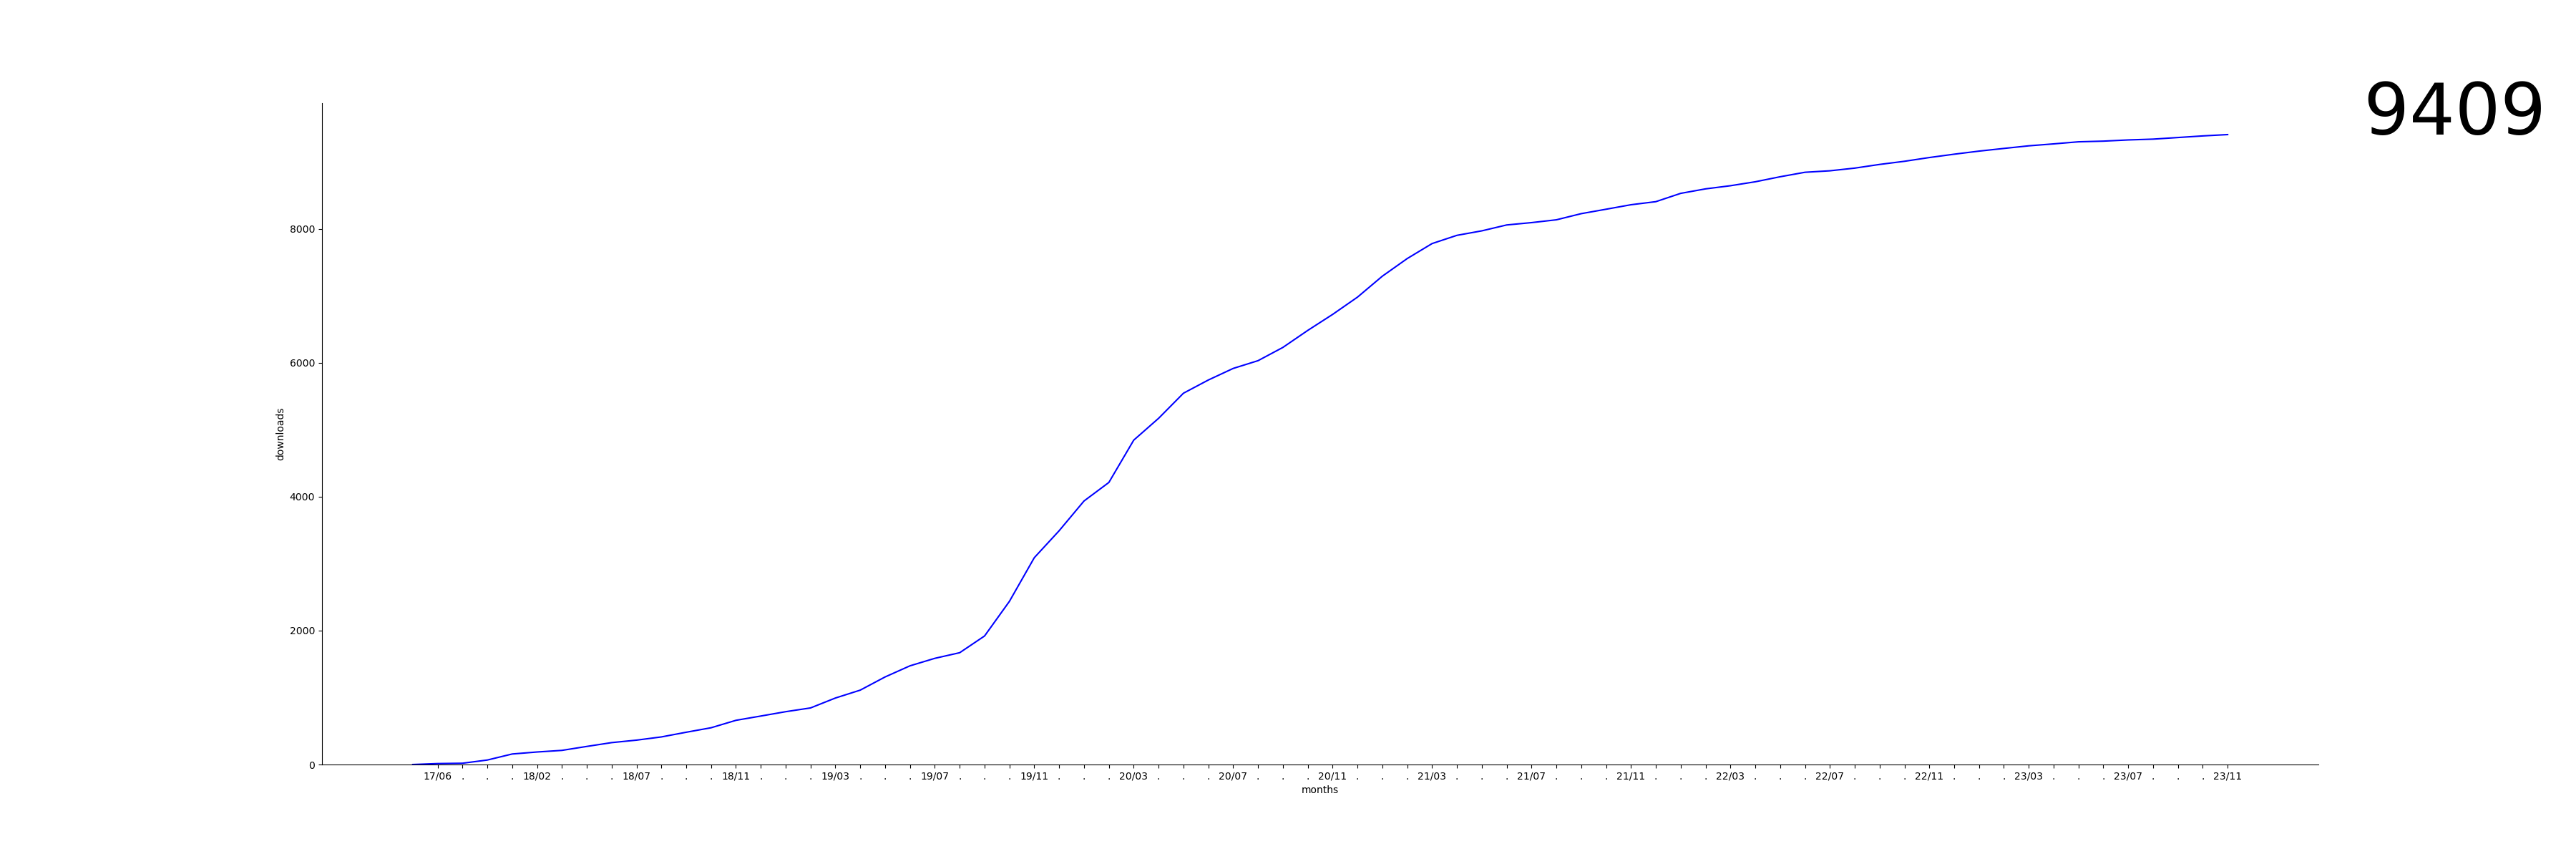 9409
8000
6000
4000
2000
0
downloads
17/06 . . . 18/02 . . . 18/07 . . . 18/11 . . . 19/03 . . . 19/07 . . . 19/11 . . . 20/03 . . . 20/07 . . . 20/11 . . . 21/03 . . . 21/07 . . . 21/11 . . . 22/03 . . . 22/07 . . . 22/11 . . . 23/03 . . . 23/07 . . . 23/11
months